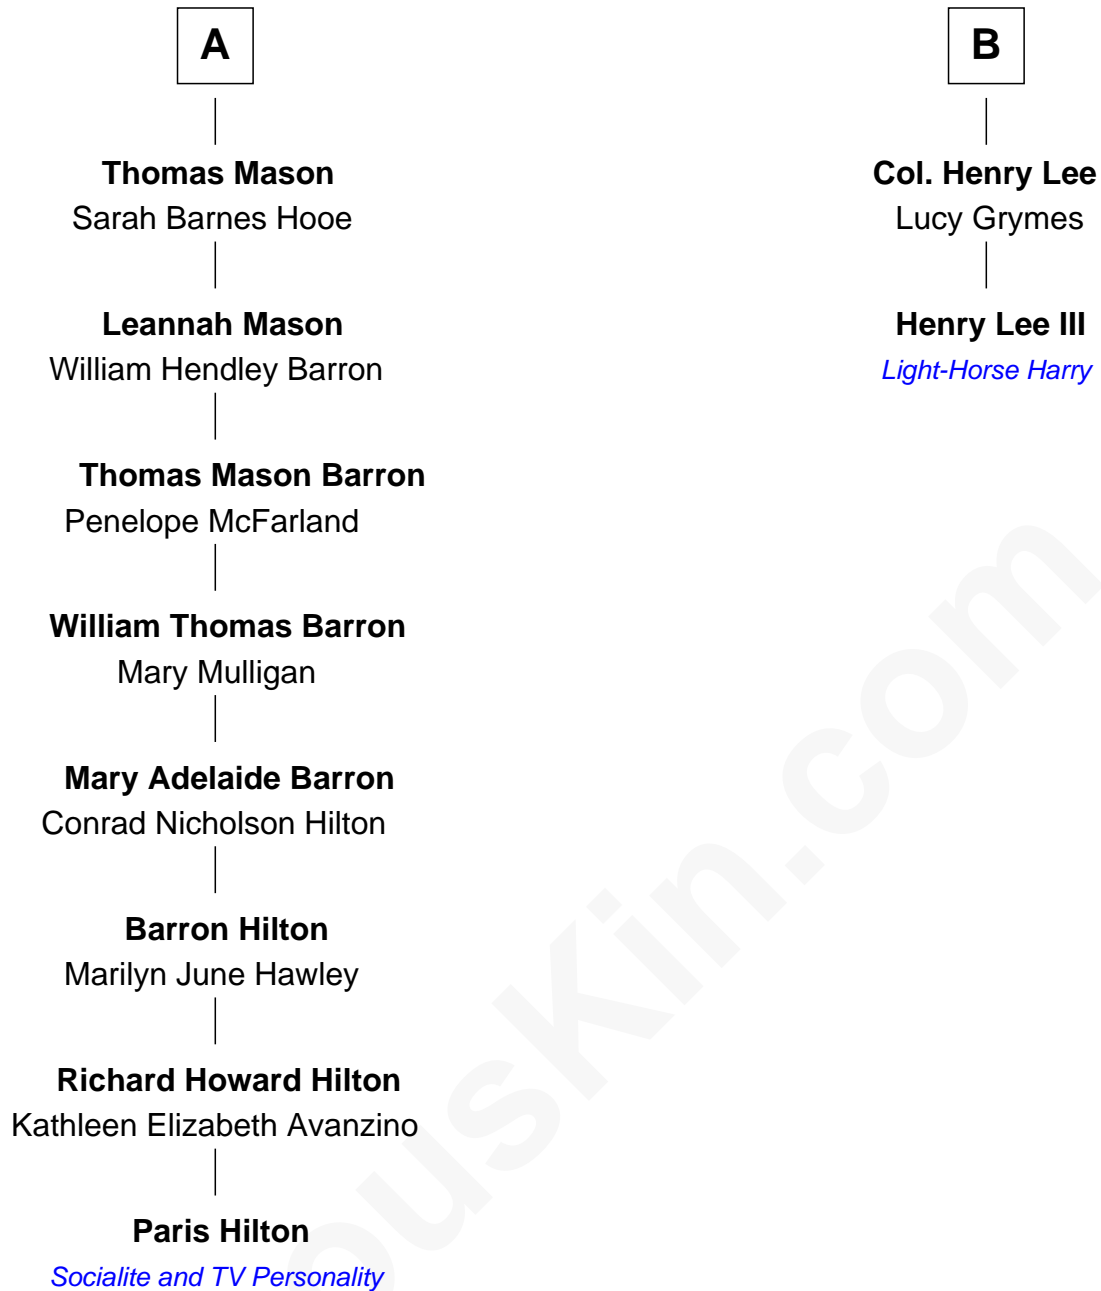 A
Thomas Mason
Sarah Barnes Hooe
Leannah Mason
William Hendley Barron
Thomas Mason Barron
Penelope McFarland
William Thomas Barron
Mary Mulligan
Mary Adelaide Barron
Conrad Nicholson Hilton
Barron Hilton
Marilyn June Hawley
Richard Howard Hilton
Kathleen Elizabeth Avanzino
Paris Hilton
Socialite and TV Personality
B
Col. Henry Lee
Lucy Grymes
Henry Lee III
Light-Horse Harry
ousKin.com